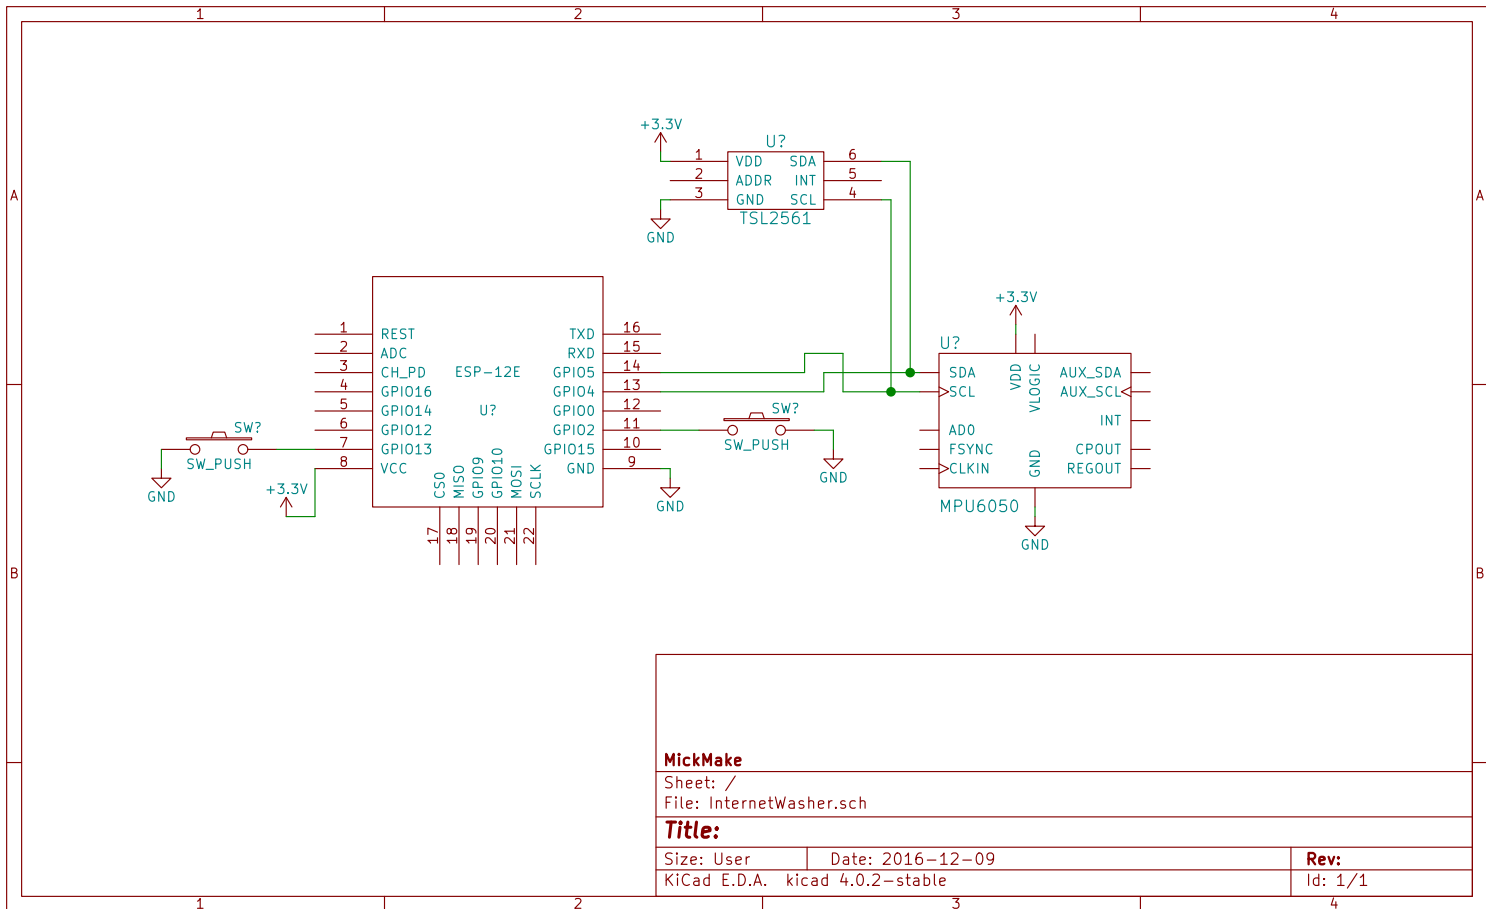 1 2 3 4
A A
B B
+3.3V
U?
1 VDD SDA 6
2 ADDR INT 5
3 GND SCL 4
TSL2561
GND
1 REST TXD 16
2 ADC RXD 15
3 CH_PD ESP-12E GPIO5 14
4 GPIO16 GPIO4 13
5 GPIO14 U? GPIO0 12
6 GPIO12 GPIO2 11
7 GPIO13 GPIO15 10
8 VCC GND 9
CS0 MISO GPIO9 GPIO10 MOSI SCLK
17 18 19 20 21 22
SW?
SW_PUSH
GND
+3.3V
GND
SW?
SW_PUSH
GND
+3.3V
U?
SDA VDD VLOGIC AUX_SDA
SCL AUX_SCL
INT
AD0
FSYNC GND CPOUT
CLKIN REGOUT
MPU6050
GND
MickMake
Sheet: /
File: InternetWasher.sch
Title:
Size: User Date: 2016-12-09 Rev:
KiCad E.D.A. kicad 4.0.2-stable Id: 1/1
1 2 3 4